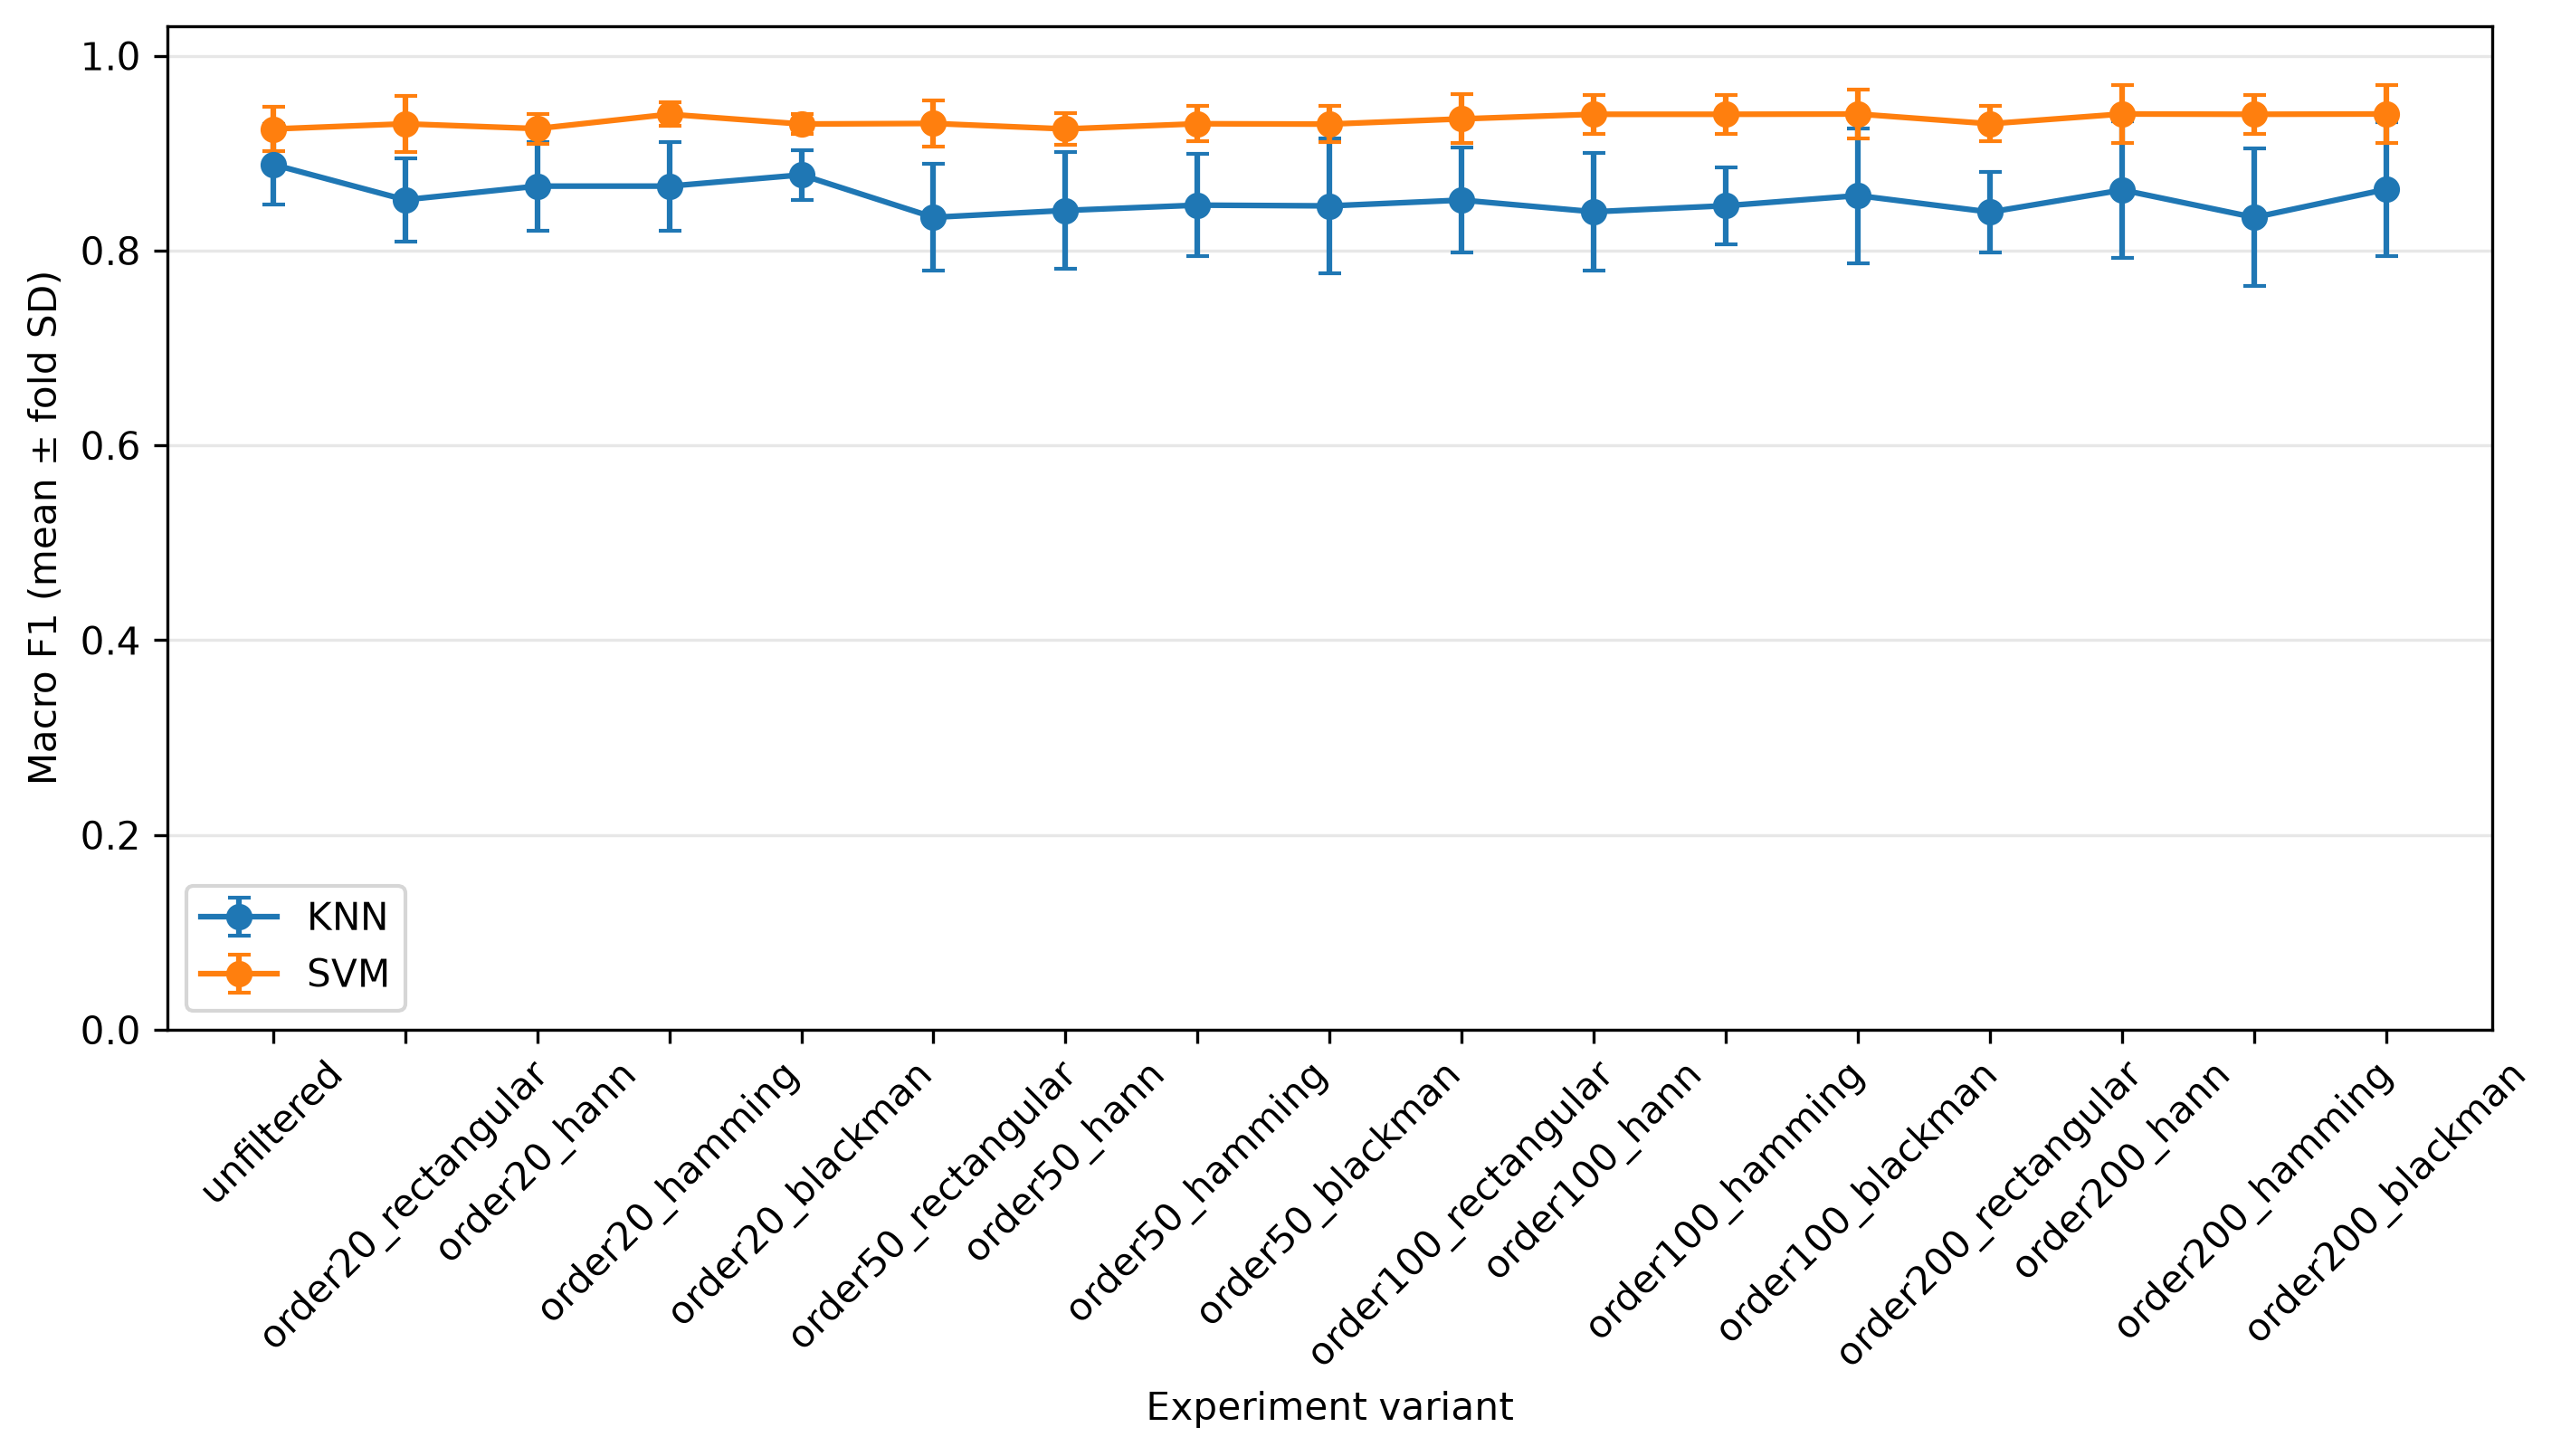 1.0
0.8
0.6
0.4
0.2
0.0
Macro F1 (mean ± fold SD)
KNN
SVM
unfiltered
order20_rectangular
order20_hann
order20_hamming
order20_blackman
order50_rectangular
order50_hann
order50_hamming
order50_blackman
order100_rectangular
order100_hann
order100_hamming
order100_blackman
order200_rectangular
order200_hann
order200_hamming
order200_blackman
Experiment variant